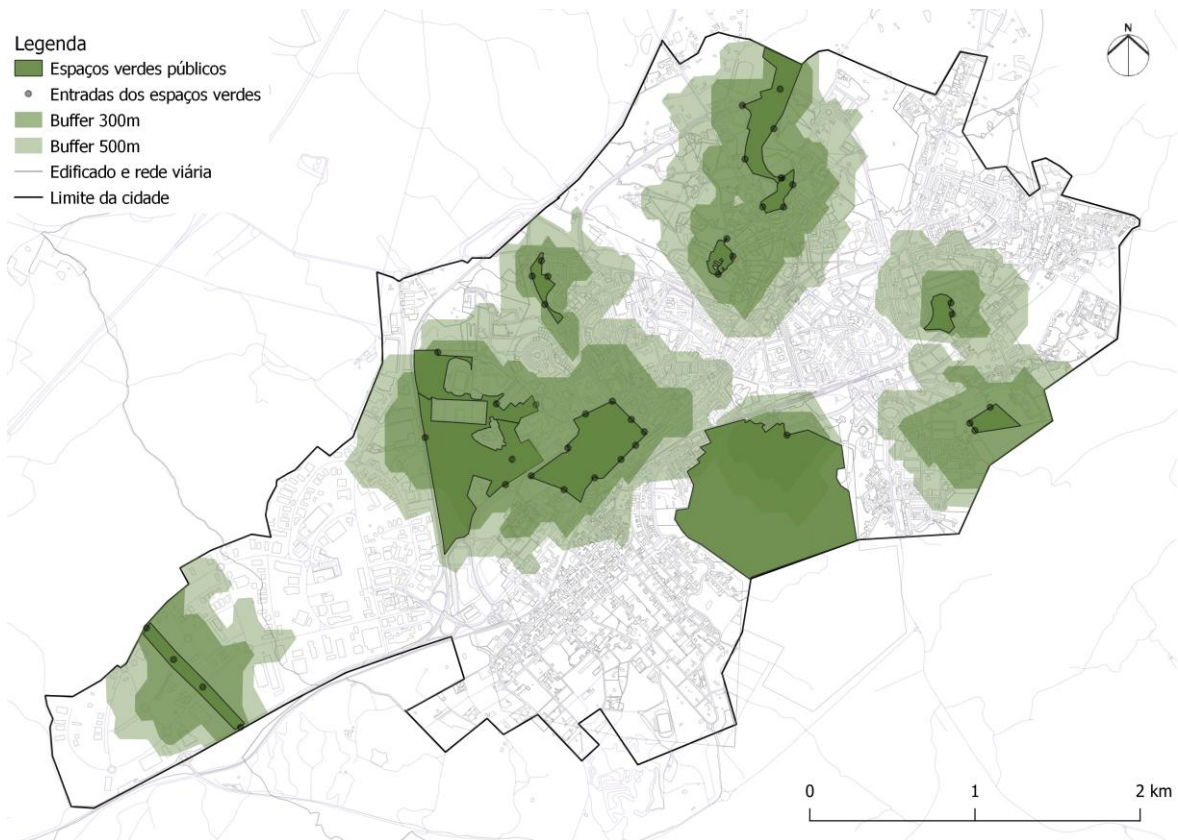 Legenda
Espaços verdes públicos
Entradas dos espaços verdes
Buffer 300m
Buffer 500m
Edificado e rede viária
Limite da cidade
N
0 1 2 km